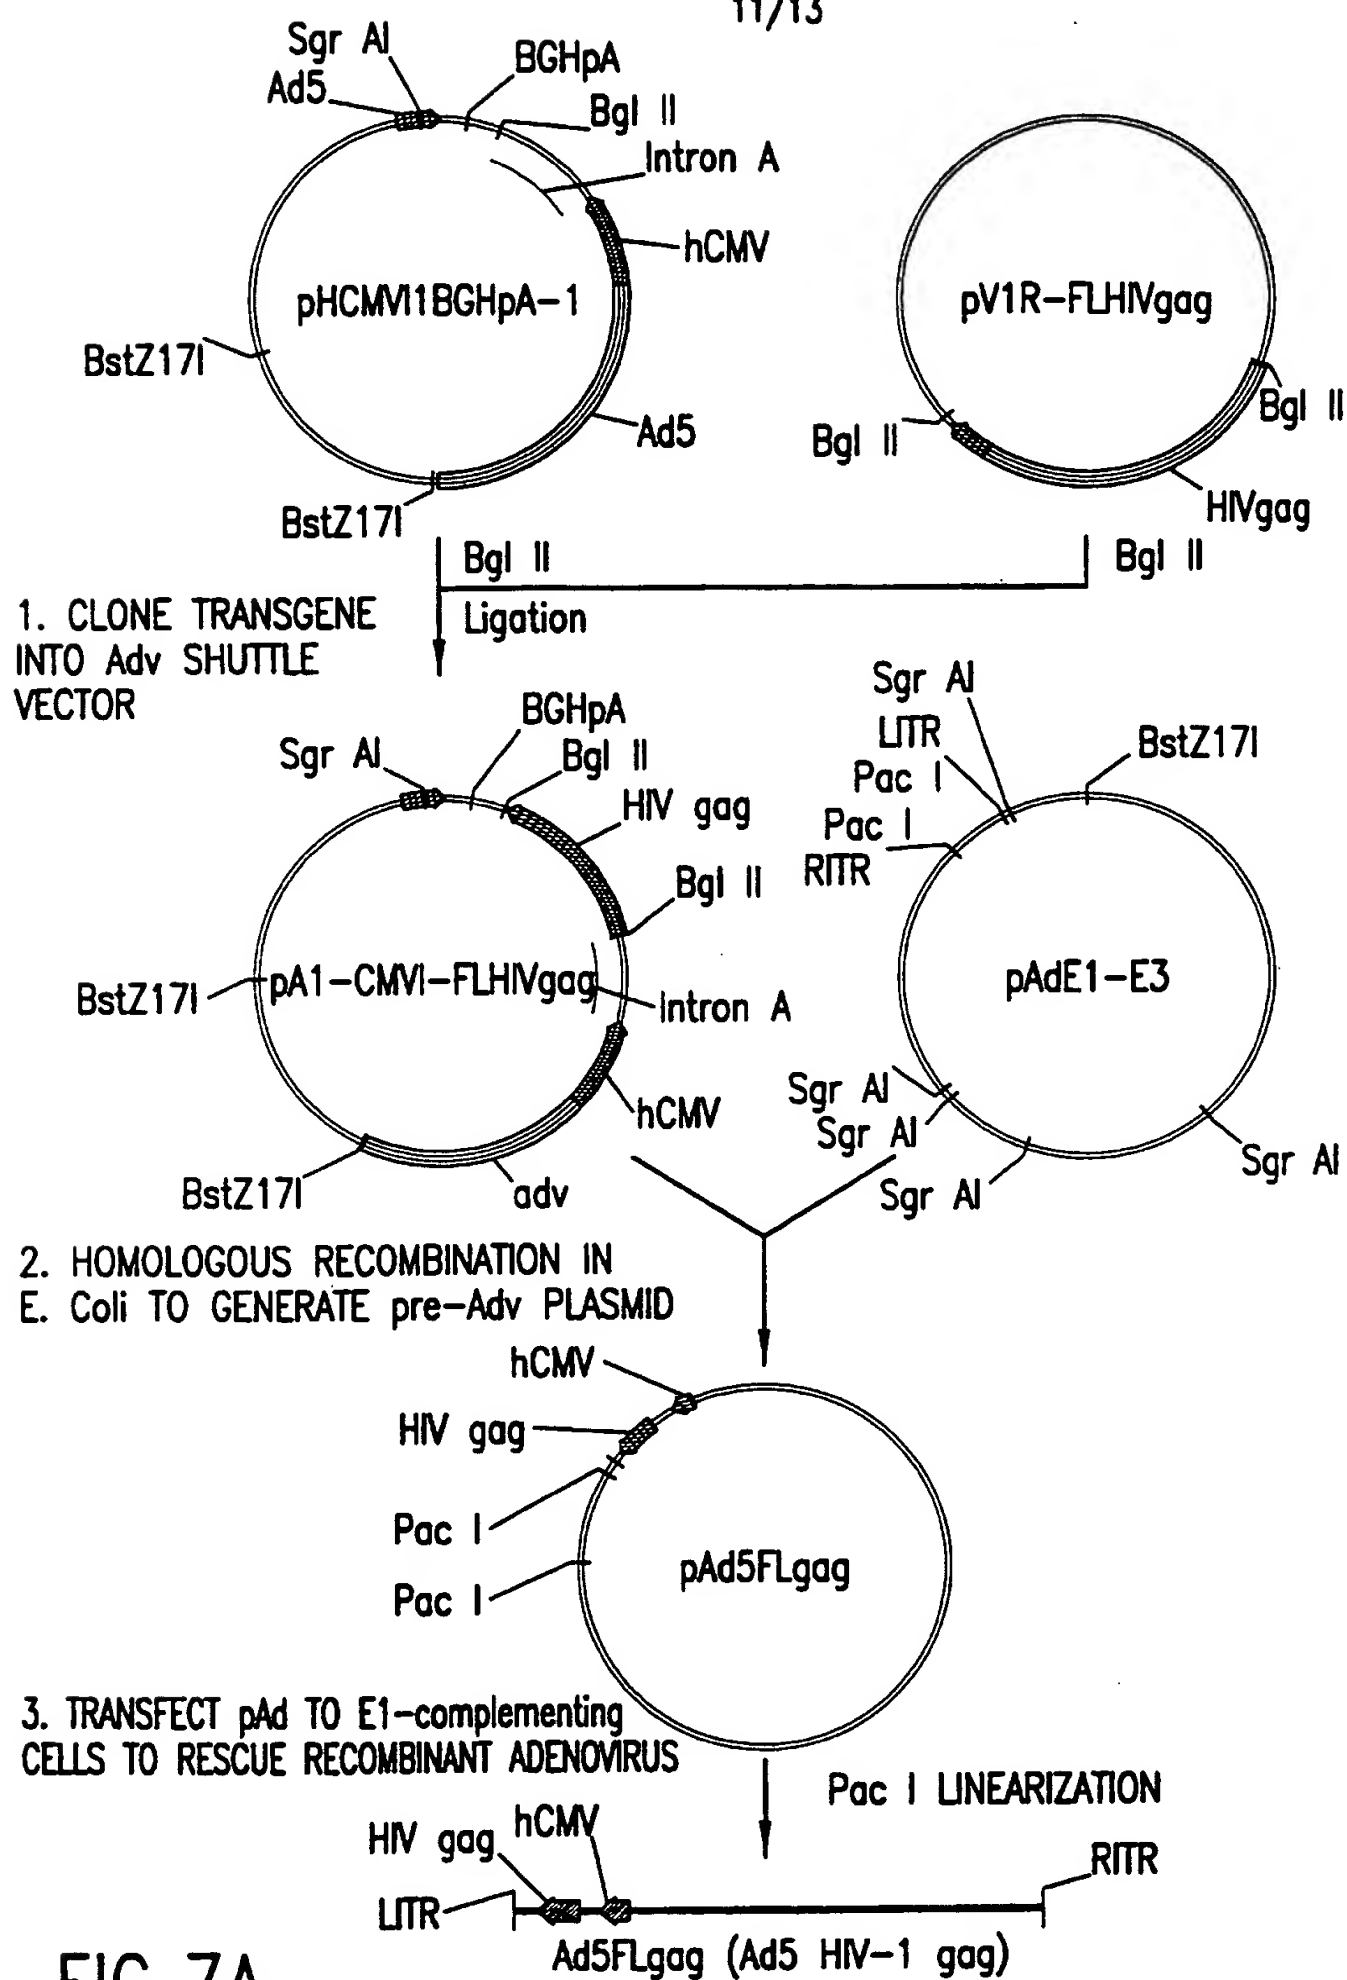 11/13
Sgr AI
Ad5
BGHpA
Bgl II
Intron A
hCMV
pHCMVI1BGHpA-1
BstZ17I
Ad5
BstZ17I
pV1R-FLHIVgag
Bgl II
Bgl II
HIVgag
Bgl II
Bgl II
Ligation
1. CLONE TRANSGENE
INTO Adv SHUTTLE
VECTOR
Sgr AI
BGHpA
Bgl II
HIV gag
Bgl II
pA1-CMVI-FLHIVgag
BstZ17I
Intron A
hCMV
BstZ17I
adv
Sgr AI
LITR
Pac I
Pac I
RITR
BstZ17I
pAdE1-E3
Sgr AI
Sgr AI
Sgr AI
Sgr AI
2. HOMOLOGOUS RECOMBINATION IN
E. Coli TO GENERATE pre-Adv PLASMID
hCMV
HIV gag
Pac I
Pac I
pAd5FLgag
3. TRANSFECT pAd TO E1-complementing
CELLS TO RESCUE RECOMBINANT ADENOVIRUS
Pac I LINEARIZATION
HIV gag
hCMV
LITR
RITR
Ad5FLgag (Ad5 HIV-1 gag)
FIG. 7A